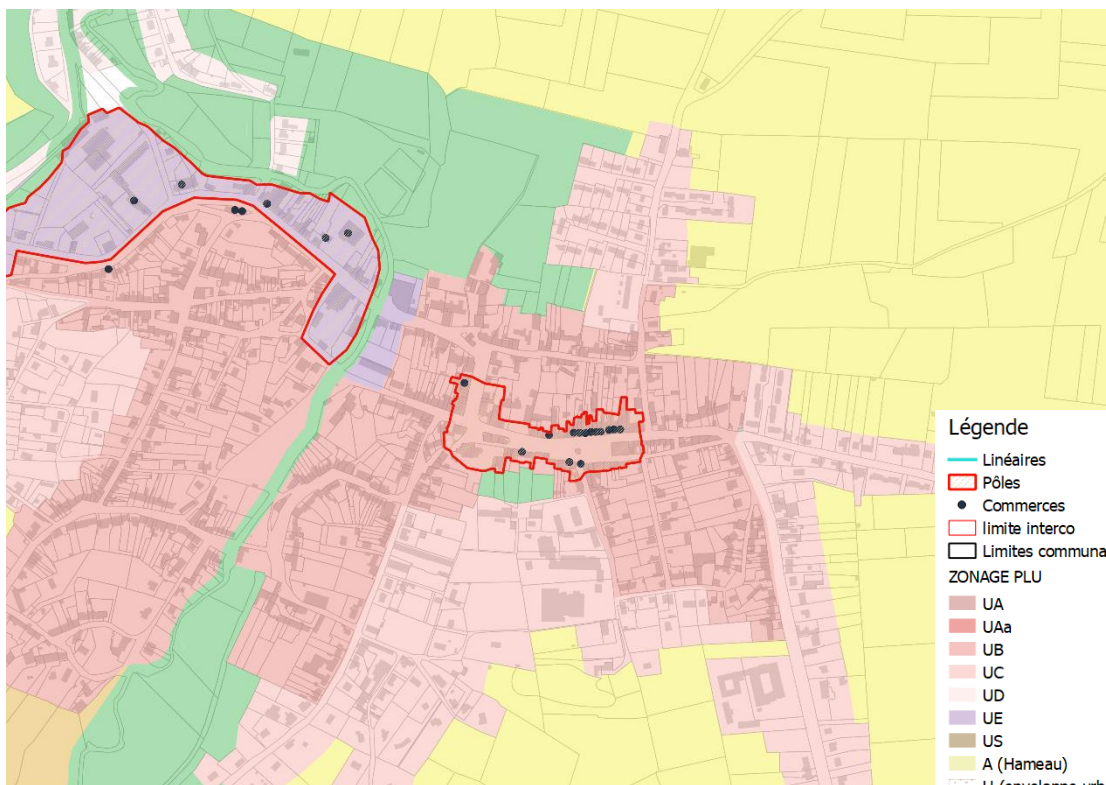 Légende
Linéaires
Pôles
Commerces
limite interco
Limites communa
ZONAGE PLU
UA
UAa
UB
UC
UD
UE
US
A (Hameau)